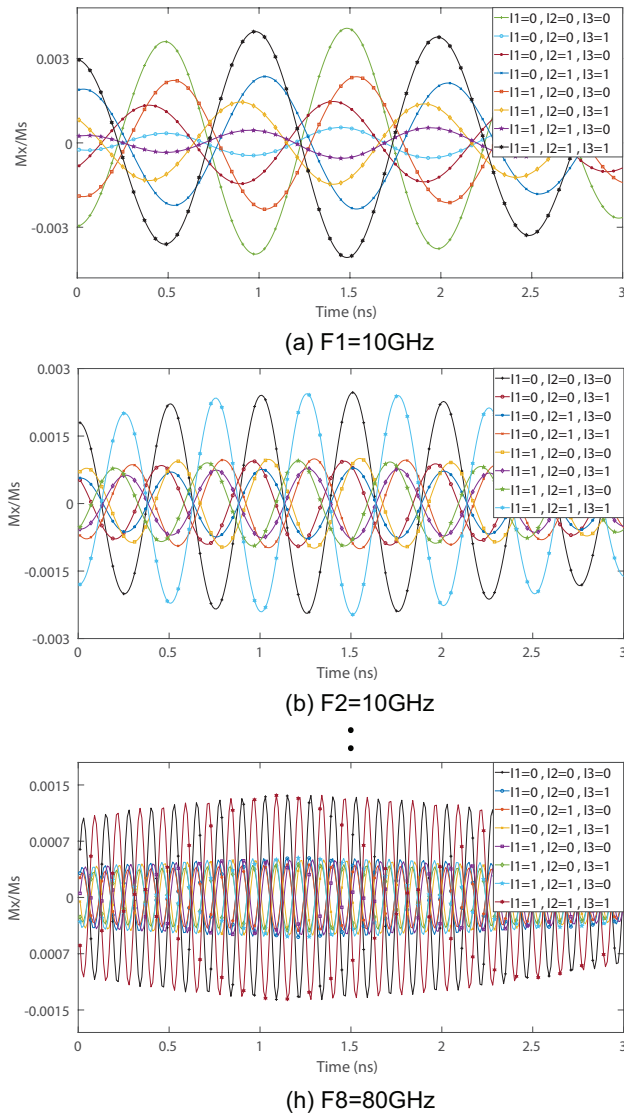 0.003
0
-0.003
Mx/Ms
I1=0 , I2=0 , I3=0
I1=0 , I2=0 , I3=1
I1=0 , I2=1 , I3=0
I1=0 , I2=1 , I3=1
I1=1 , I2=0 , I3=0
I1=1 , I2=0 , I3=1
I1=1 , I2=1 , I3=0
I1=1 , I2=1 , I3=1
0 0.5 1 1.5 2 2.5 3
Time (ns)
(a) F1=10GHz
0.003
0.0015
0
-0.0015
-0.003
Mx/Ms
I1=0 , I2=0 , I3=0
I1=0 , I2=0 , I3=1
I1=0 , I2=1 , I3=0
I1=0 , I2=1 , I3=1
I1=1 , I2=0 , I3=0
I1=1 , I2=0 , I3=1
I1=1 , I2=1 , I3=0
I1=1 , I2=1 , I3=1
0 0.5 1 1.5 2 2.5 3
Time (ns)
(b) F2=10GHz
0.0015
0.0007
0
0.0007
-0.0015
Mx/Ms
I1=0 , I2=0 , I3=0
I1=0 , I2=0 , I3=1
I1=0 , I2=1 , I3=0
I1=0 , I2=1 , I3=1
I1=1 , I2=0 , I3=0
I1=1 , I2=0 , I3=1
I1=1 , I2=1 , I3=0
I1=1 , I2=1 , I3=1
0 0.5 1 1.5 2 2.5 3
Time (ns)
(h) F8=80GHz